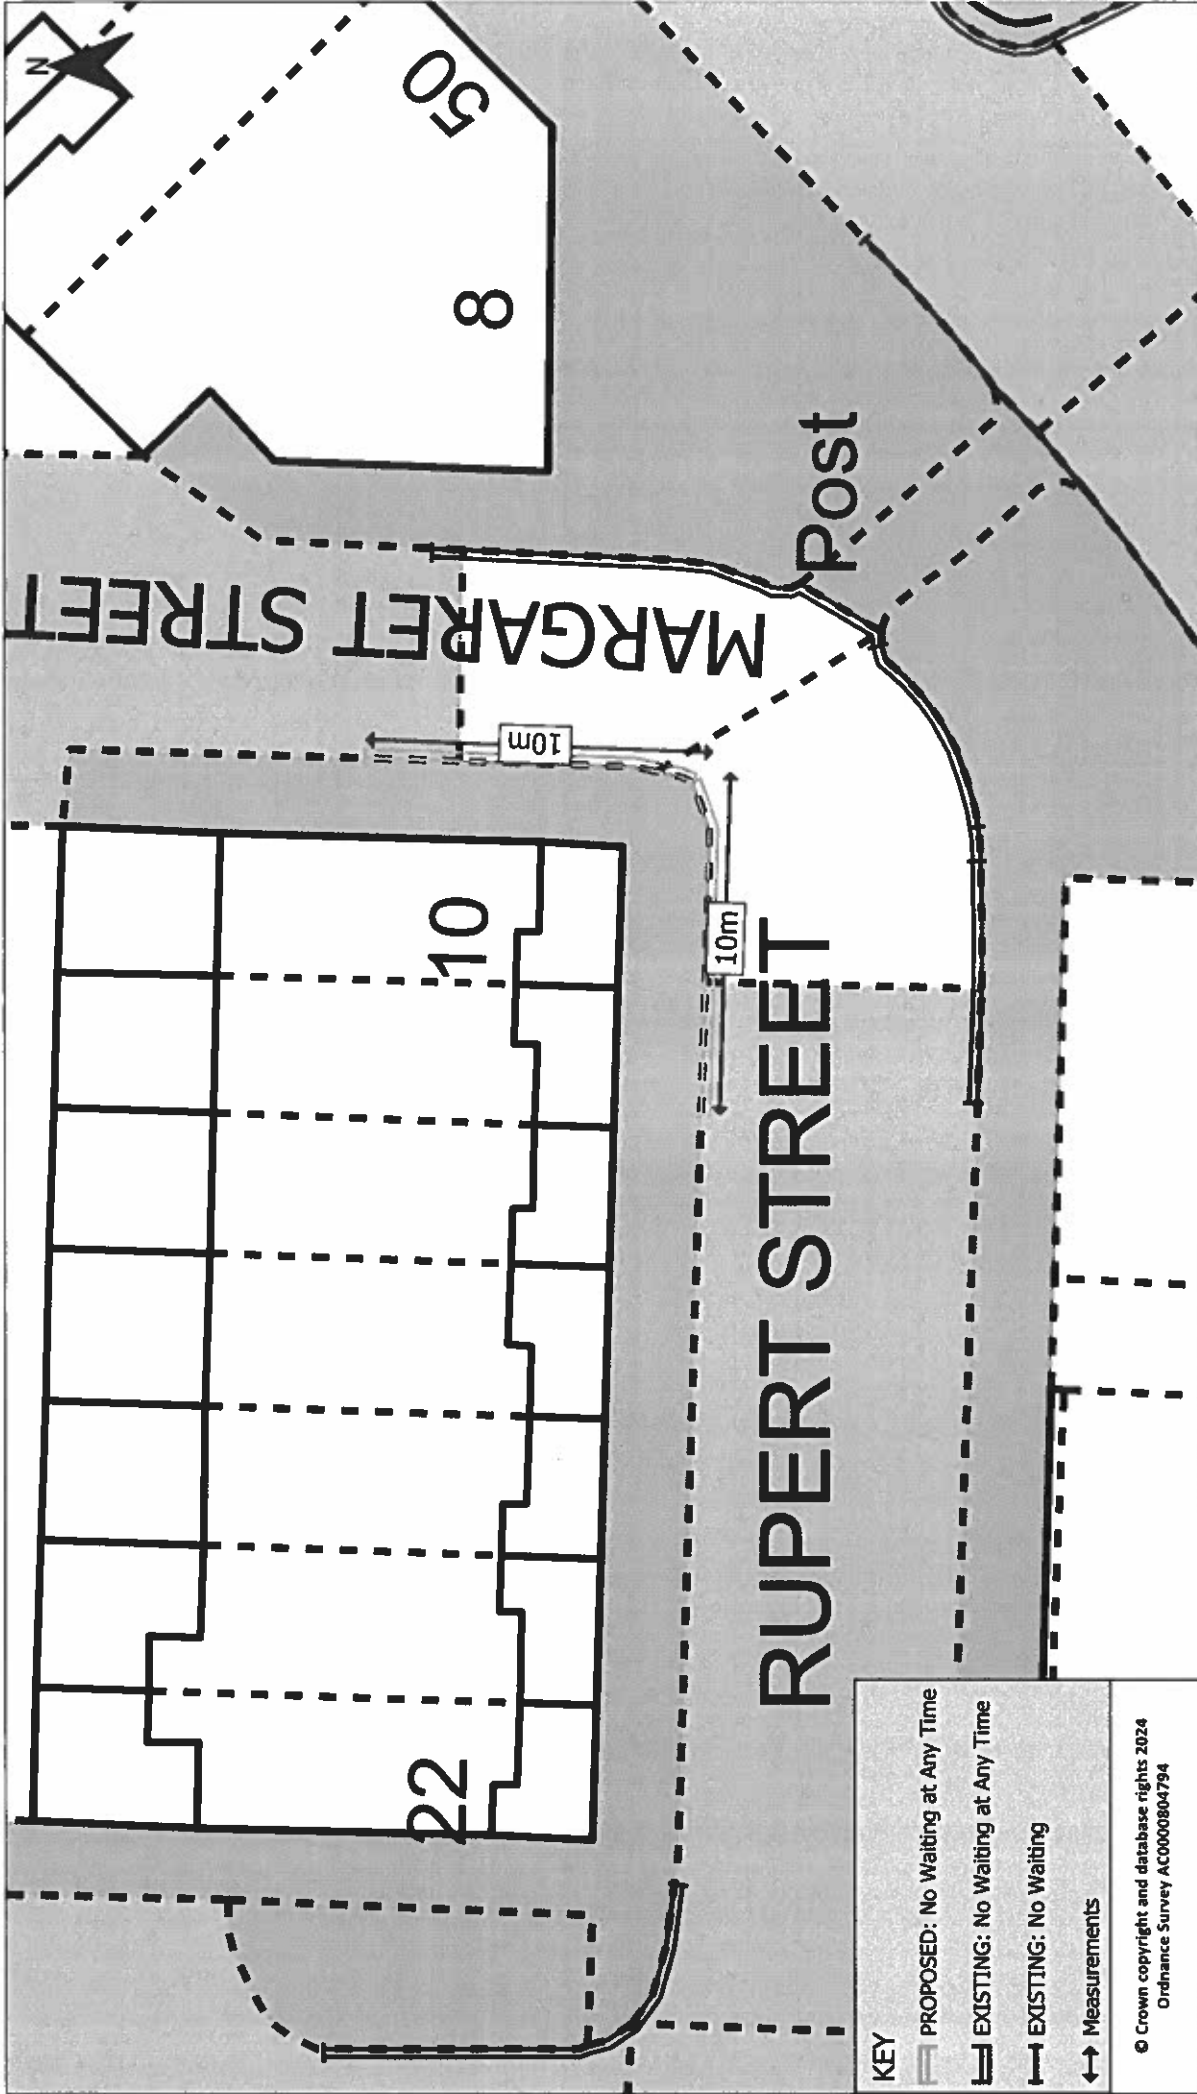 N
50
8
MARGARET STREET
Post
10m
10m
10
RUPERT STREET
22
KEY
PROPOSED: No Waiting at Any Time
EXISTING: No Waiting at Any Time
EXISTING: No Waiting
Measurements
© Crown copyright and database rights 2024
Ordnance Survey AC0000804794